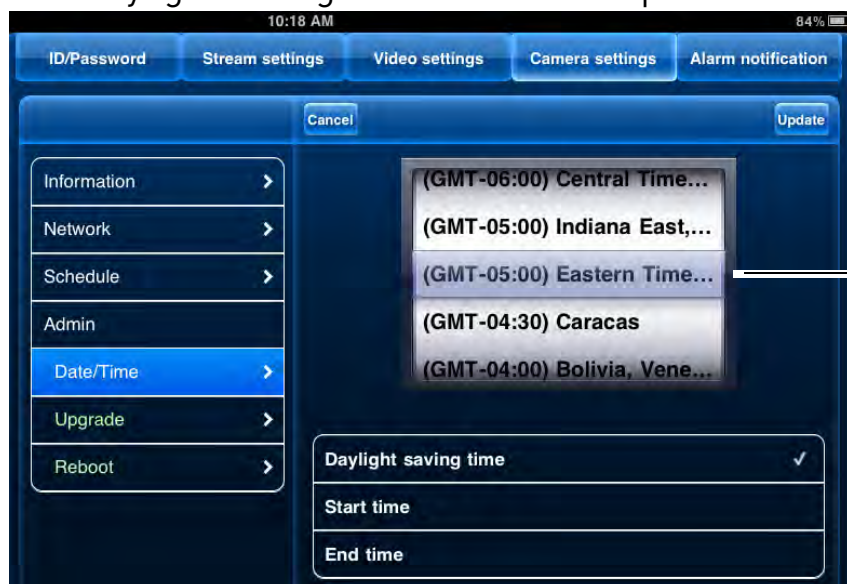 10:18 AM 84%
ID/Password Stream settings Video settings Camera settings Alarm notification
Cancel Update
Information
Network
Schedule
Admin
Date/Time
Upgrade
Reboot
(GMT-06:00) Central Time...
(GMT-05:00) Indiana East,...
(GMT-05:00) Eastern Time...
(GMT-04:30) Caracas
(GMT-04:00) Bolivia, Vene...
Daylight saving time ✓
Start time
End time